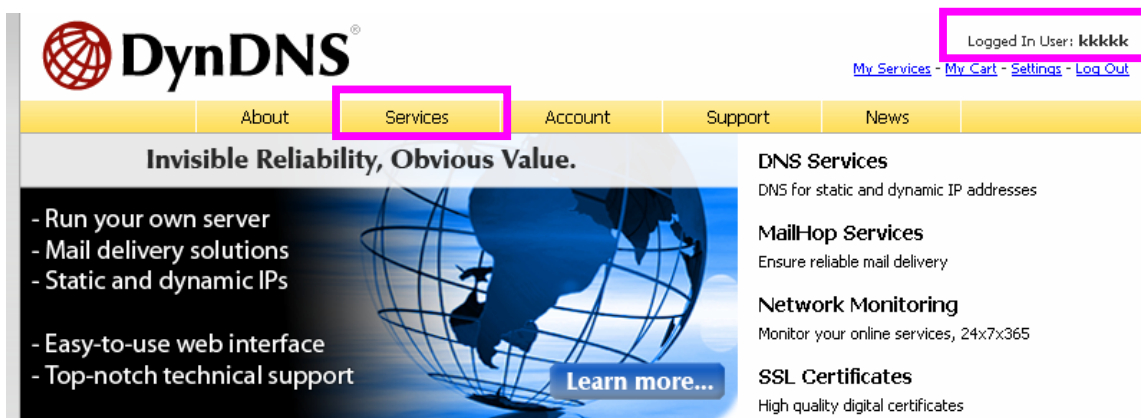 DynDNS®
Logged In User: kkkkk
My Services - My Cart - Settings - Log Out
About Services Account Support News
Invisible Reliability, Obvious Value.
- Run your own server
- Mail delivery solutions
- Static and dynamic IPs
- Easy-to-use web interface
- Top-notch technical support
Learn more...
DNS Services
DNS for static and dynamic IP addresses
MailHop Services
Ensure reliable mail delivery
Network Monitoring
Monitor your online services, 24x7x365
SSL Certificates
High quality digital certificates